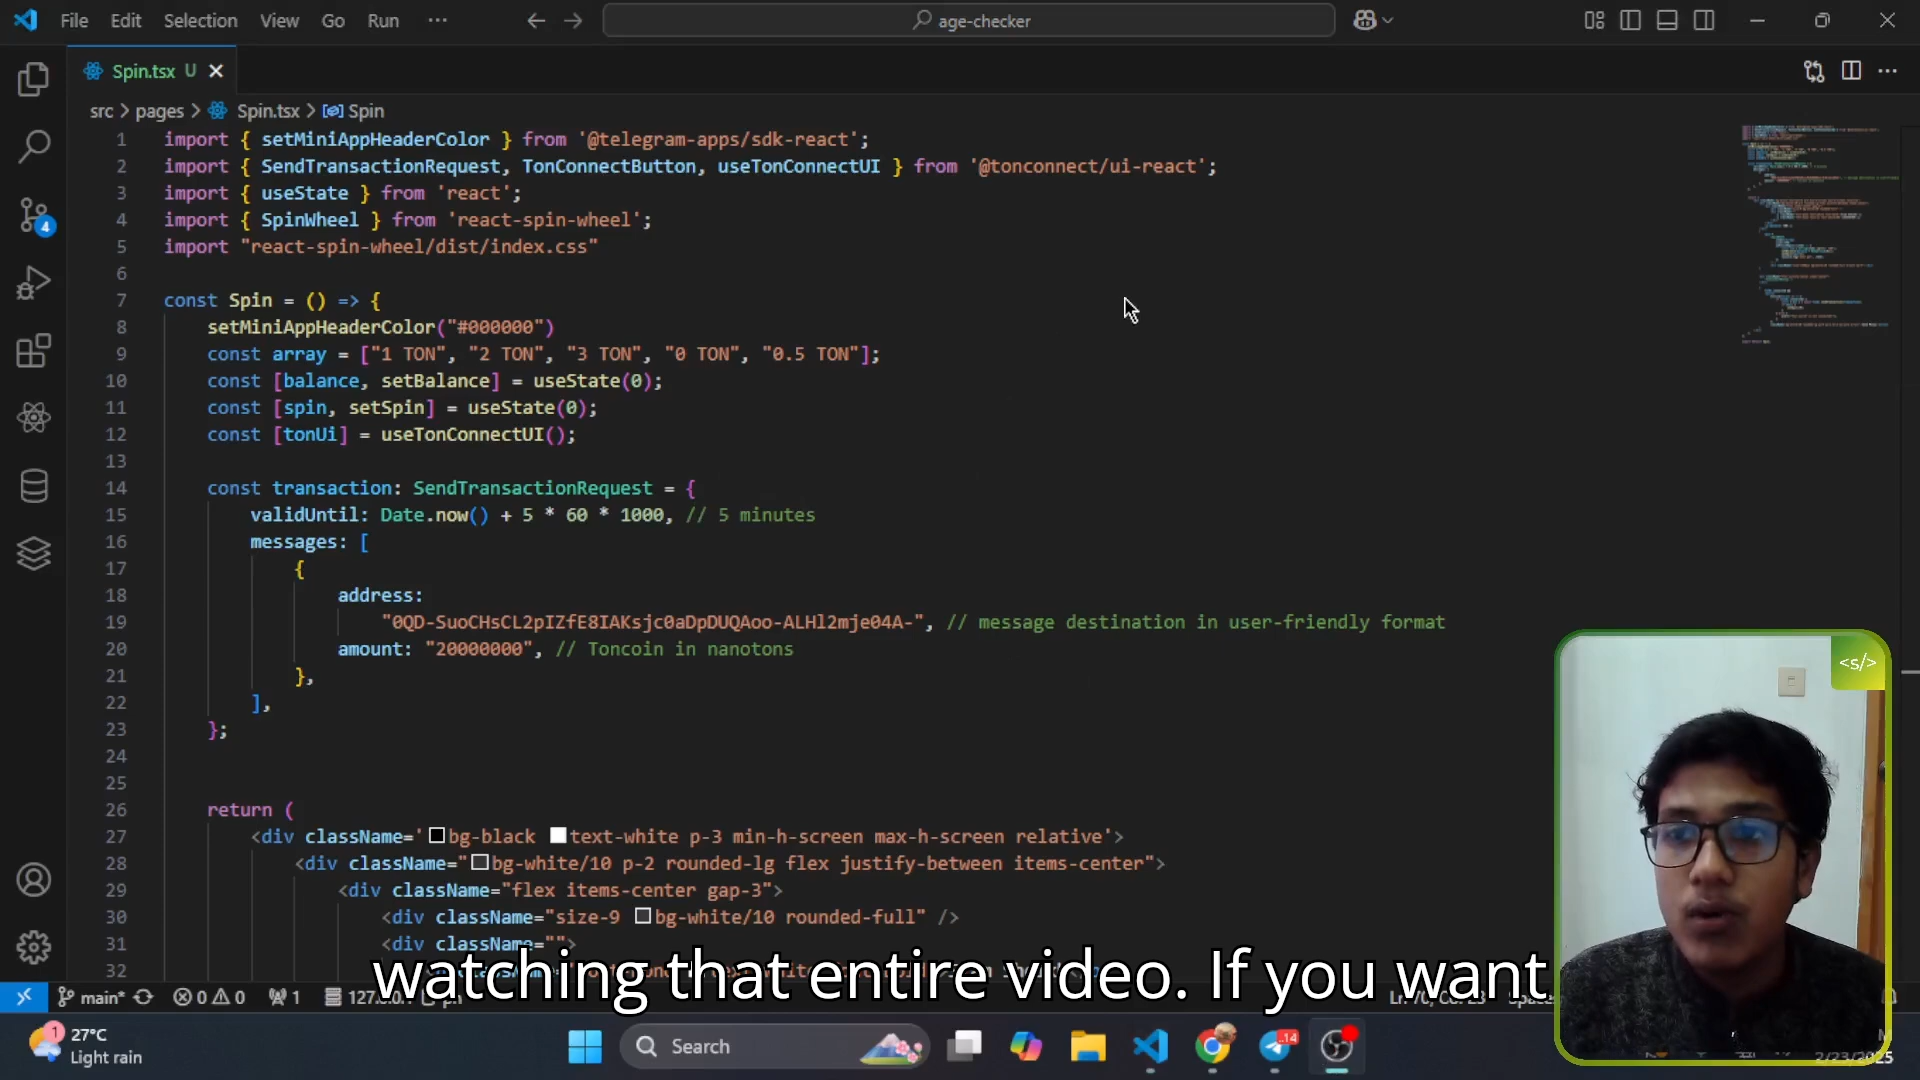 File Edit Selection View Go Run ··· age-checker
Spin.tsx U
src > pages > Spin.tsx > Spin
1 import { setMiniAppHeaderColor } from '@telegram-apps/sdk-react';
2 import { SendTransactionRequest, TonConnectButton, useTonConnectUI } from '@tonconnect/ui-react';
3 import { useState } from 'react';
4 import { SpinWheel } from 'react-spin-wheel';
5 import "react-spin-wheel/dist/index.css"
6
7 const Spin = () => {
8 setMiniAppHeaderColor("#000000")
9 const array = ["1 TON", "2 TON", "3 TON", "0 TON", "0.5 TON"];
10 const [balance, setBalance] = useState(0);
11 const [spin, setSpin] = useState(0);
12 const [tonUi] = useTonConnectUI();
13
14 const transaction: SendTransactionRequest = {
15 validUntil: Date.now() + 5 * 60 * 1000, // 5 minutes
16 messages: [
17 {
18 address:
19 "0QD-SuoCHsCL2pIZfE8IAKsjc0aDpDUQAoo-ALHl2mje04A-", // message destination in user-friendly format
20 amount: "20000000", // Toncoin in nanotons
21 },
22 ],
23 };
24
25
26 return (
27 <div className='bg-black text-white p-3 min-h-screen max-h-screen relative'>
28 <div className="bg-white/10 p-2 rounded-lg flex justify-between items-center">
29 <div className="flex items-center gap-3">
30 <div className="size-9 bg-white/10 rounded-full" />
31 <div className="">
32
watching that entire video. If you want
<s/>
4
main* 0 0 1
27°C
Light rain
1
Search
14
2/23/2025